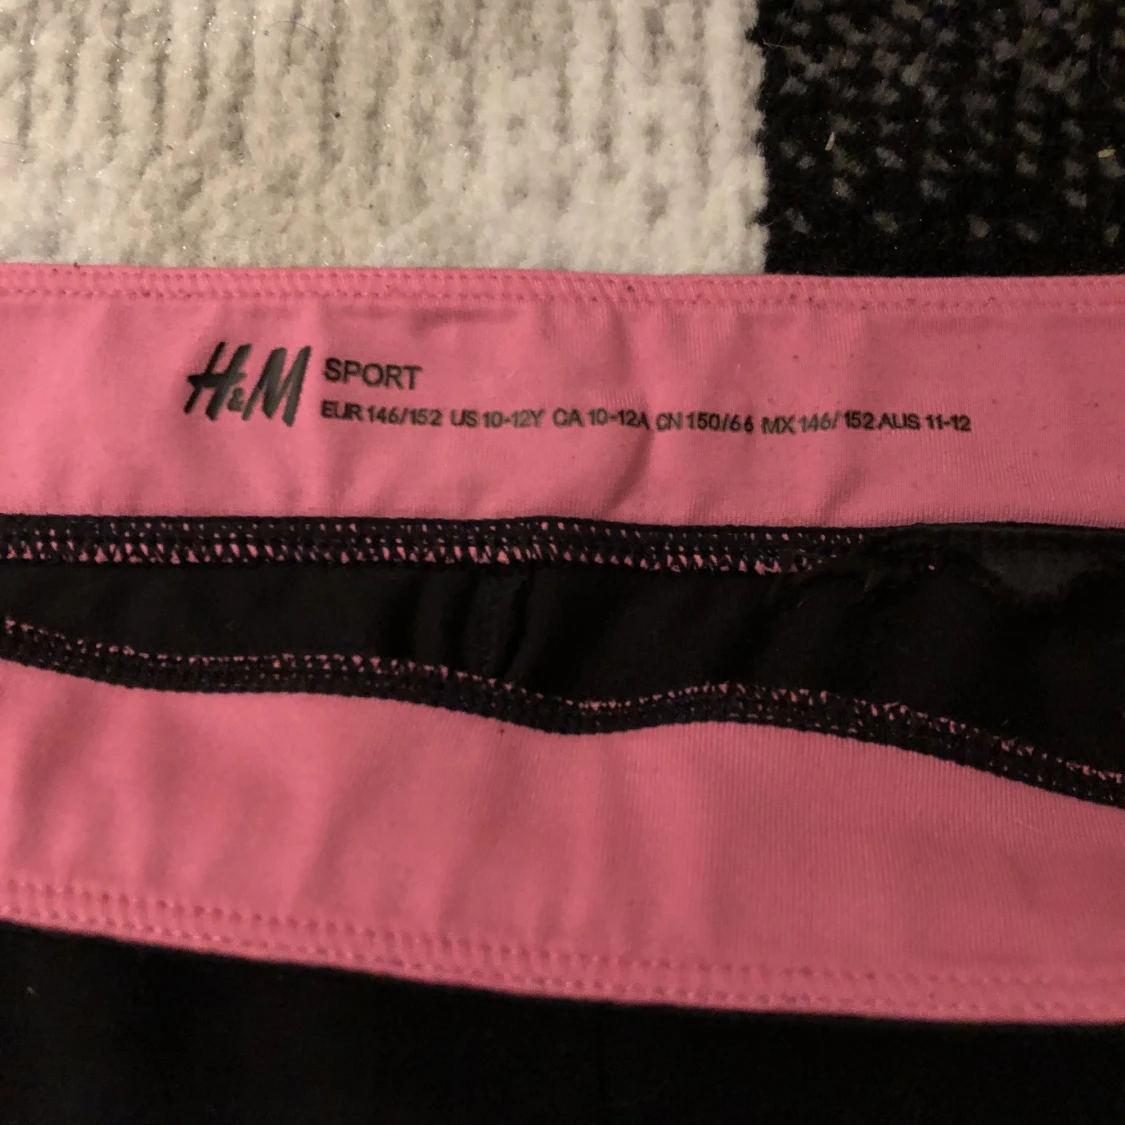 H&M SPORT
EUR 146/152 US 10-12Y CA 10-12A CN 150/66 MX 146/152 AUS 11-12